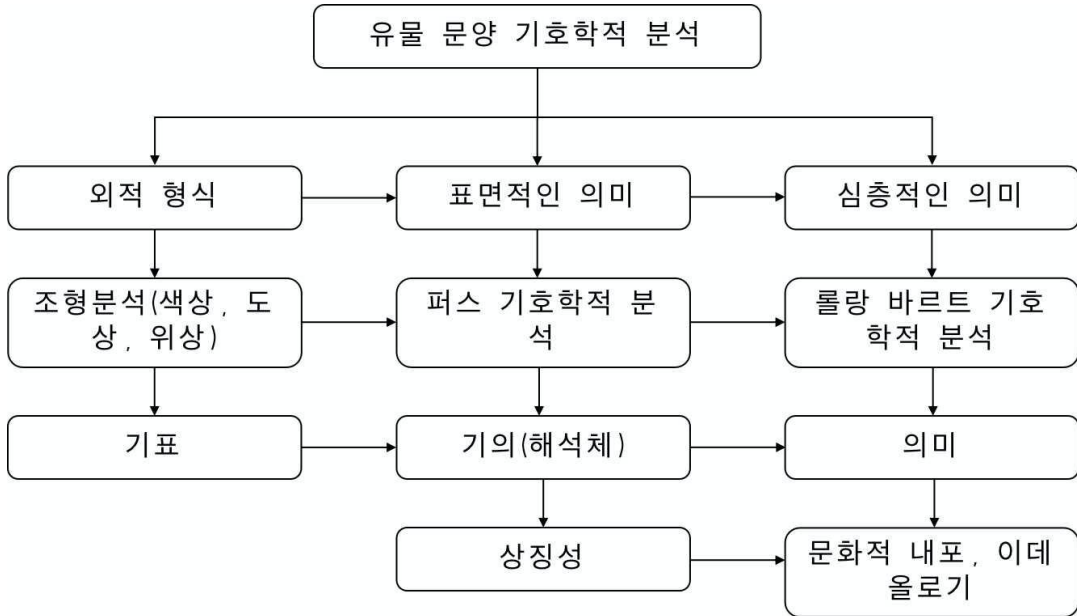 유물 문양 기호학적 분석
외적 형식
표면적인 의미
심층적인 의미
조형분석(색상, 도
상, 위상)
퍼스 기호학적 분
석
롤랑 바르트 기호
학적 분석
기표
기의(해석체)
의미
상징성
문화적 내포, 이데
올로기